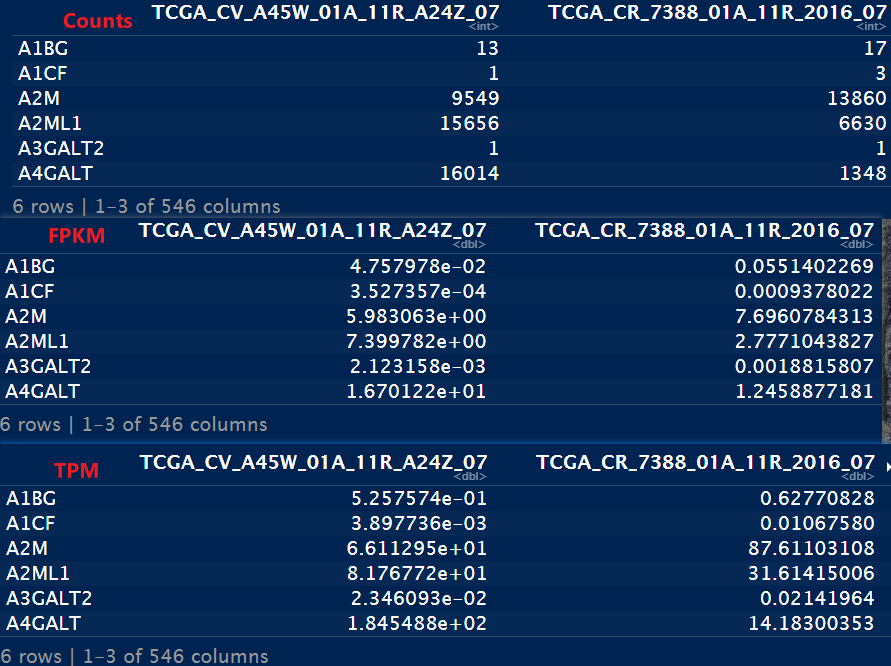 Counts TCGA_CV_A45W_01A_11R_A24Z_07 TCGA_CR_7388_01A_11R_2016_07
<int> <int>
A1BG 13 17
A1CF 1 3
A2M 9549 13860
A2ML1 15656 6630
A3GALT2 1 1
A4GALT 16014 1348
6 rows | 1-3 of 546 columns
FPKM TCGA_CV_A45W_01A_11R_A24Z_07 TCGA_CR_7388_01A_11R_2016_07
<dbl> <dbl>
A1BG 4.757978e-02 0.0551402269
A1CF 3.527357e-04 0.0009378022
A2M 5.983063e+00 7.6960784313
A2ML1 7.399782e+00 2.7771043827
A3GALT2 2.123158e-03 0.0018815807
A4GALT 1.670122e+01 1.2458877181
6 rows | 1-3 of 546 columns
TPM TCGA_CV_A45W_01A_11R_A24Z_07 TCGA_CR_7388_01A_11R_2016_07
<dbl> <dbl>
A1BG 5.257574e-01 0.62770828
A1CF 3.897736e-03 0.01067580
A2M 6.611295e+01 87.61103108
A2ML1 8.176772e+01 31.61415006
A3GALT2 2.346093e-02 0.02141964
A4GALT 1.845488e+02 14.18300353
6 rows | 1-3 of 546 columns